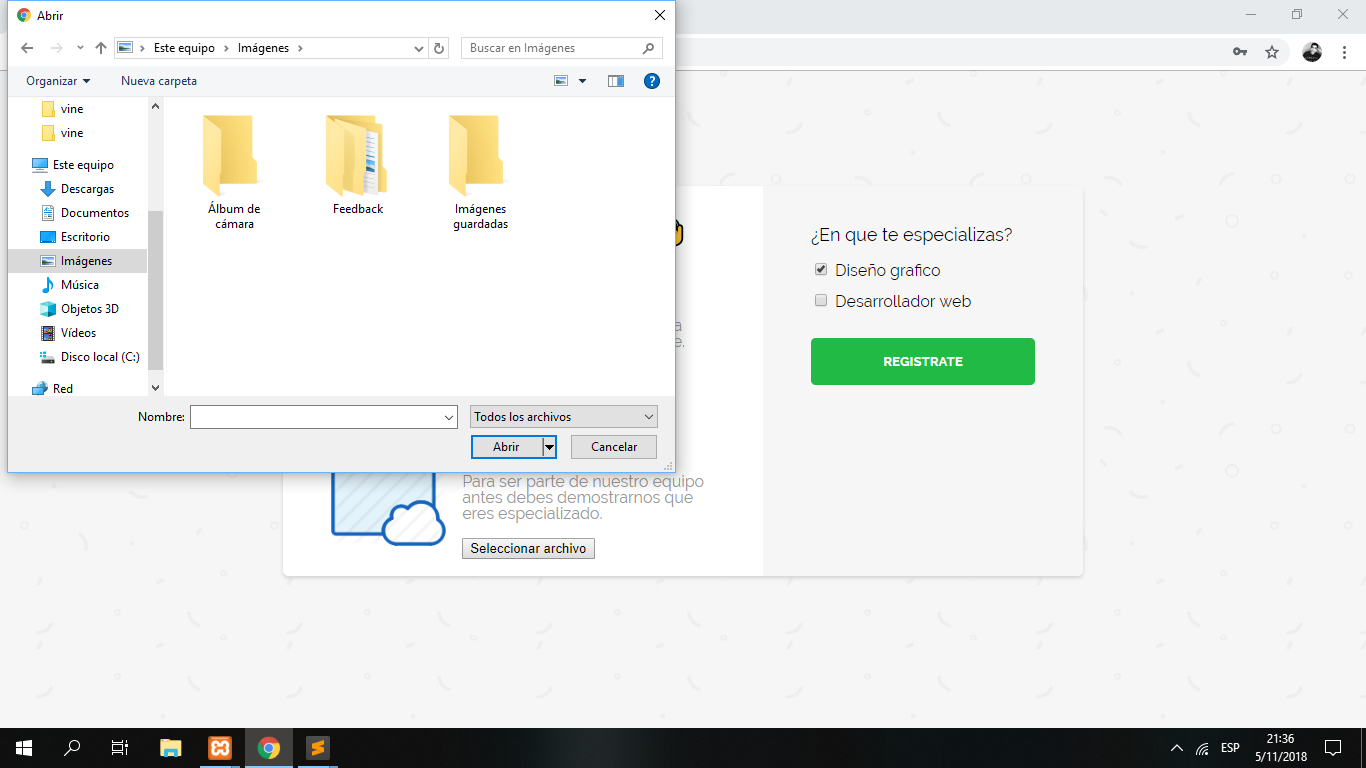 Abrir
Este equipo
Imágenes
Buscar en Imágenes
Organizar
Nueva carpeta
vine
vine
Este equipo
Descargas
Documentos
Escritorio
Imágenes
Música
Objetos 3D
Vídeos
Disco local (C:)
Red
Álbum de
cámara
Feedback
Imágenes
guardadas
Nombre:
Todos los archivos
Abrir
Cancelar
a
e.
Para ser parte de nuestro equipo
antes debes demostrarnos que
eres especializado.
Seleccionar archivo
¿En que te especializas?
Diseño grafico
Desarrollador web
REGISTRATE
ESP
21:36
5/11/2018